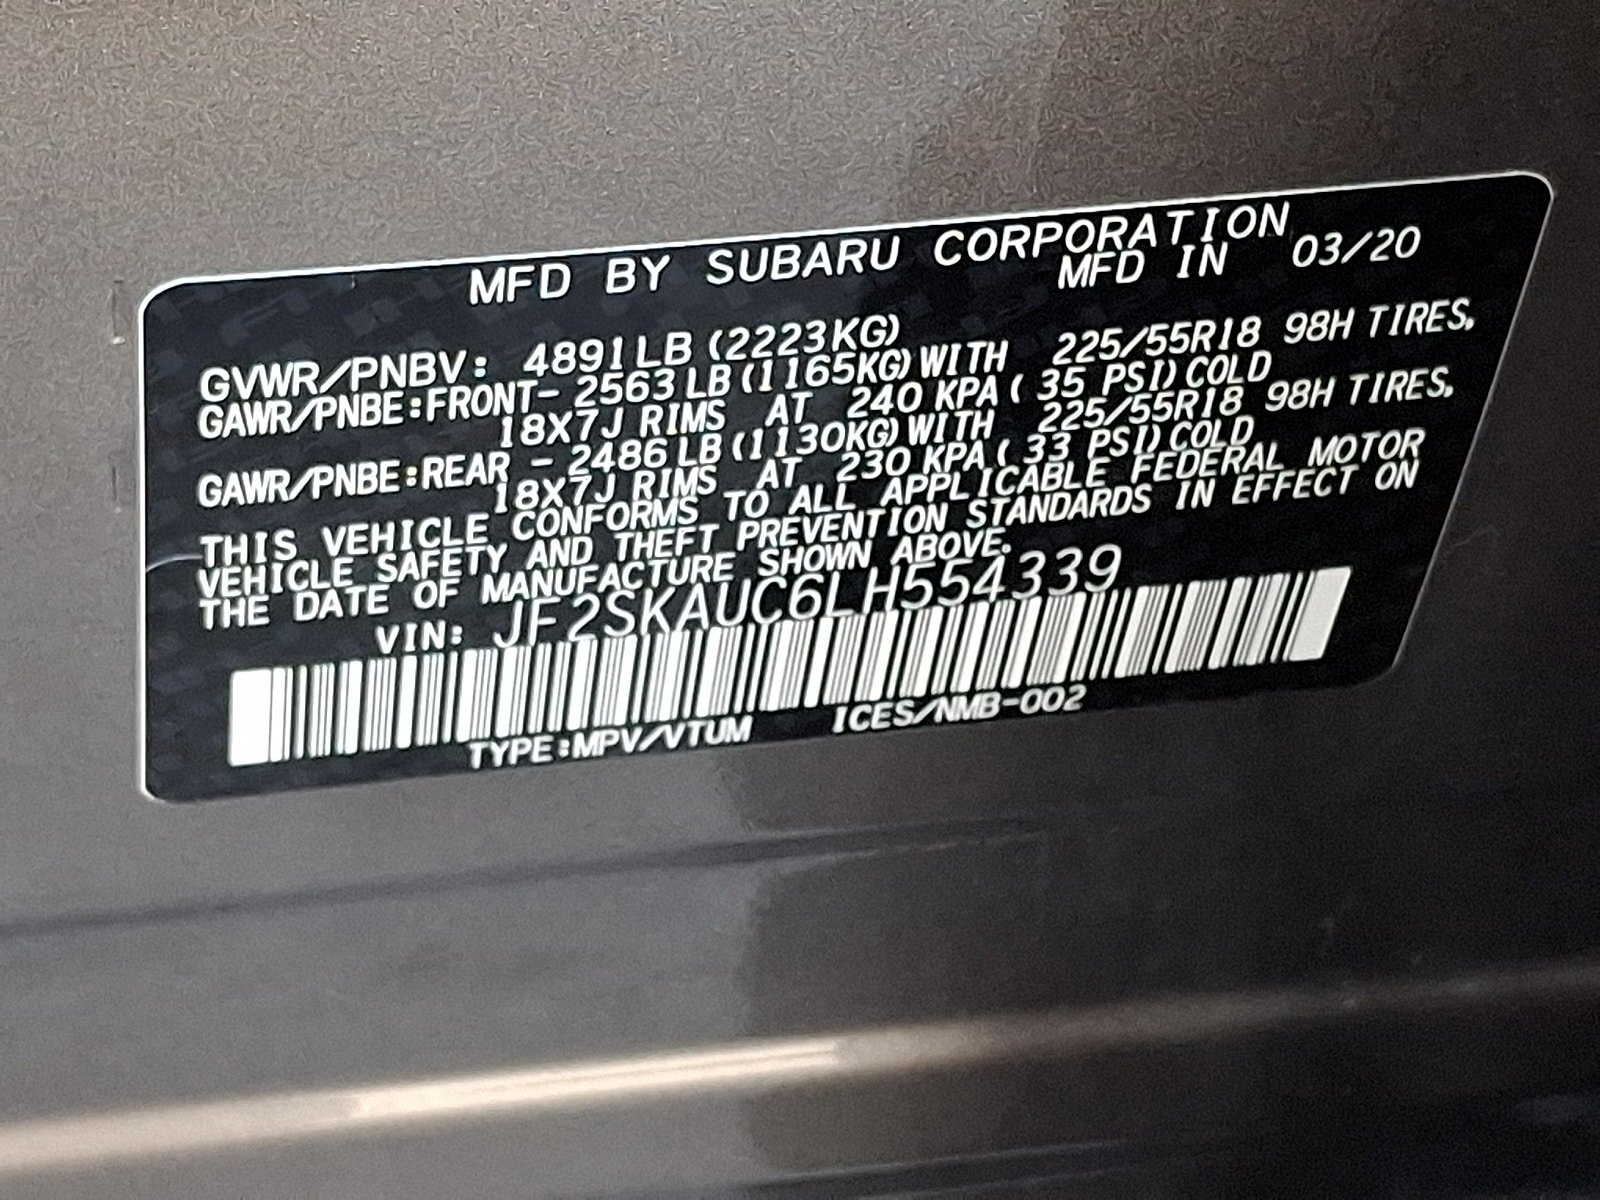 MFD BY SUBARU CORPORATION
MFD IN 03/20
GVWR/PNBV: 4891LB (2223KG)
GAWR/PNBE:FRONT- 2563 LB (1165KG) WITH 225/55R18 98H TIRES,
18X7J RIMS AT 240 KPA ( 35 PSI) COLD
GAWR/PNBE:REAR - 2486 LB (1130KG) WITH 225/55R18 98H TIRES,
18X7J RIMS AT 230 KPA ( 33 PSI) COLD
THIS VEHICLE CONFORMS TO ALL APPLICABLE FEDERAL MOTOR
VEHICLE SAFETY AND THEFT PREVENTION STANDARDS IN EFFECT ON
THE DATE OF MANUFACTURE SHOWN ABOVE.
VIN: JF2SKAUC6LH554339
TYPE:MPV/VTUM ICES/NMB-002